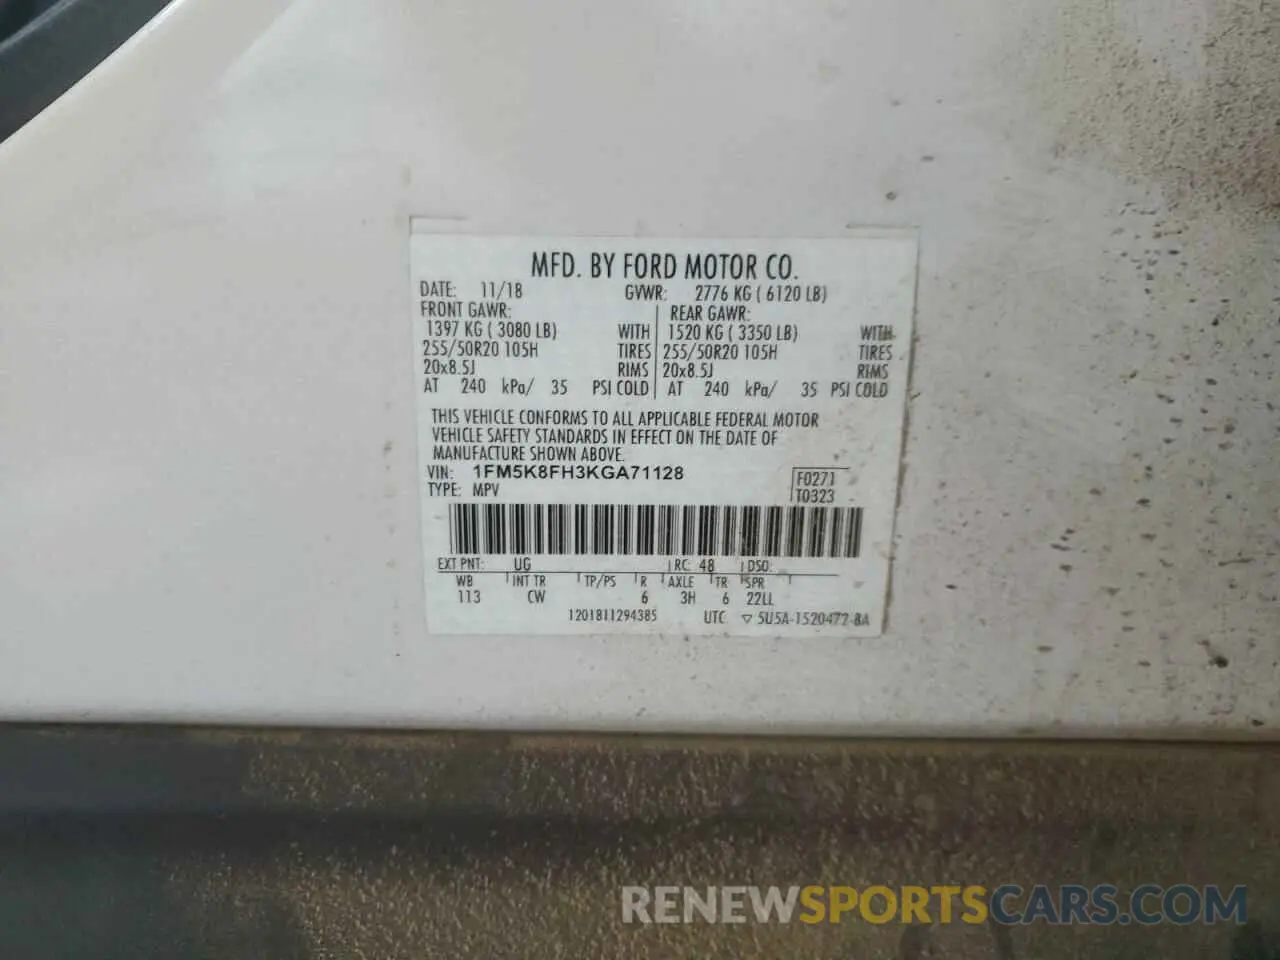 MFD. BY FORD MOTOR CO.
DATE: 11/18 GVWR: 2776 KG ( 6120 LB)
FRONT GAWR: REAR GAWR:
1397 KG ( 3080 LB) WITH 1520 KG ( 3350 LB) WITH
255/50R20 105H TIRES 255/50R20 105H TIRES
20x8.5J RIMS 20x8.5J RIMS
AT 240 kPa/ 35 PSI COLD AT 240 kPa/ 35 PSI COLD
THIS VEHICLE CONFORMS TO ALL APPLICABLE FEDERAL MOTOR
VEHICLE SAFETY STANDARDS IN EFFECT ON THE DATE OF
MANUFACTURE SHOWN ABOVE.
VIN: 1FM5K8FH3KGA71128 F0271
TYPE: MPV T0323
EXT PNT: UG RC: 48 DSO:
WB INT TR TP/PS R AXLE TR SPR
113 CW 6 3H 6 22LL
1201811294385 UTC ▽ 5U5A-1520472-BA
RENEWSPORTSCARS.COM